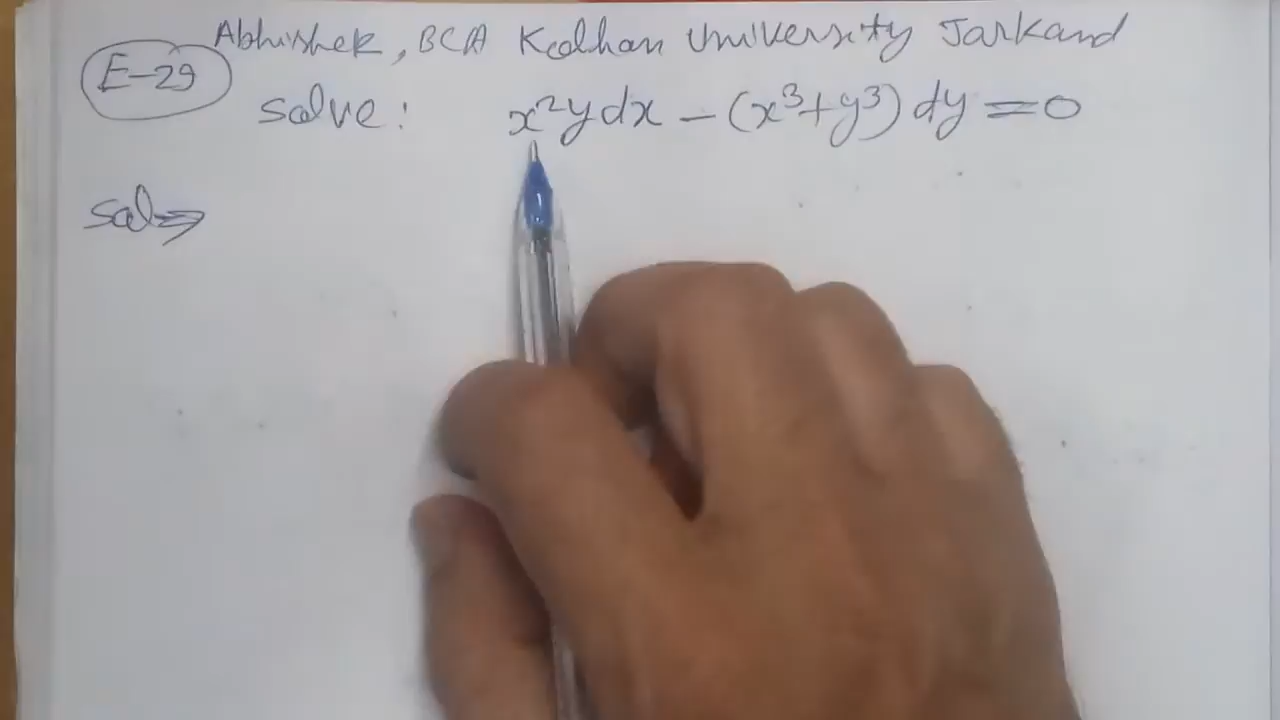 Abhishek, BCA Kolhan University Jarkand
E-29
Solve: x²ydx - (x³+y³) dy = 0
Sol⇒